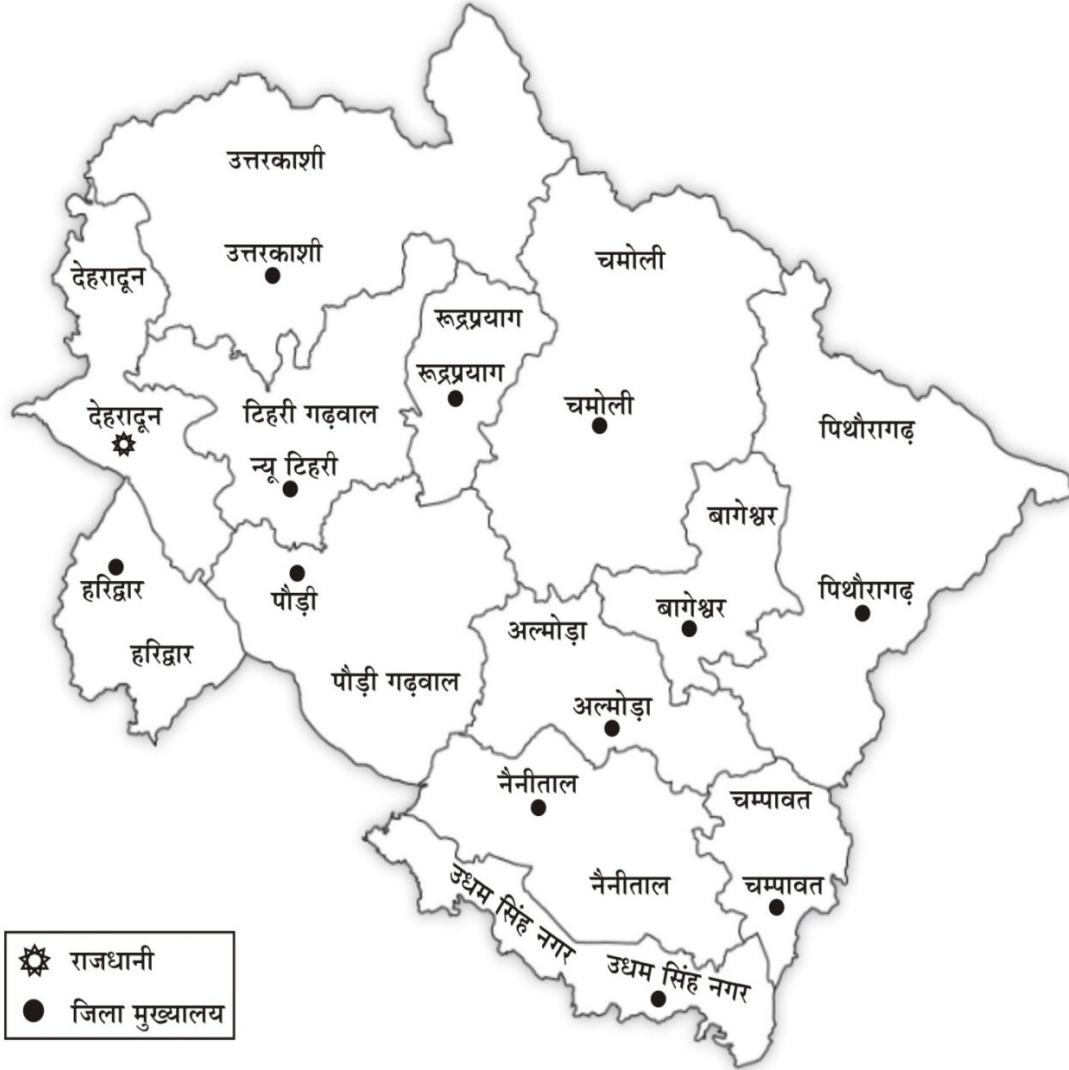 उत्तरकाशी
उत्तरकाशी
देहरादून
चमोली
रूद्रप्रयाग
रूद्रप्रयाग
देहरादून
टिहरी गढ़वाल
चमोली
पिथौरागढ़
न्यू टिहरी
बागेश्वर
हरिद्वार
पौड़ी
बागेश्वर
पिथौरागढ़
हरिद्वार
अल्मोड़ा
पौड़ी गढ़वाल
अल्मोड़ा
नैनीताल
चम्पावत
नैनीताल
चम्पावत
उधम सिंह नगर
उधम सिंह नगर
राजधानी
जिला मुख्यालय